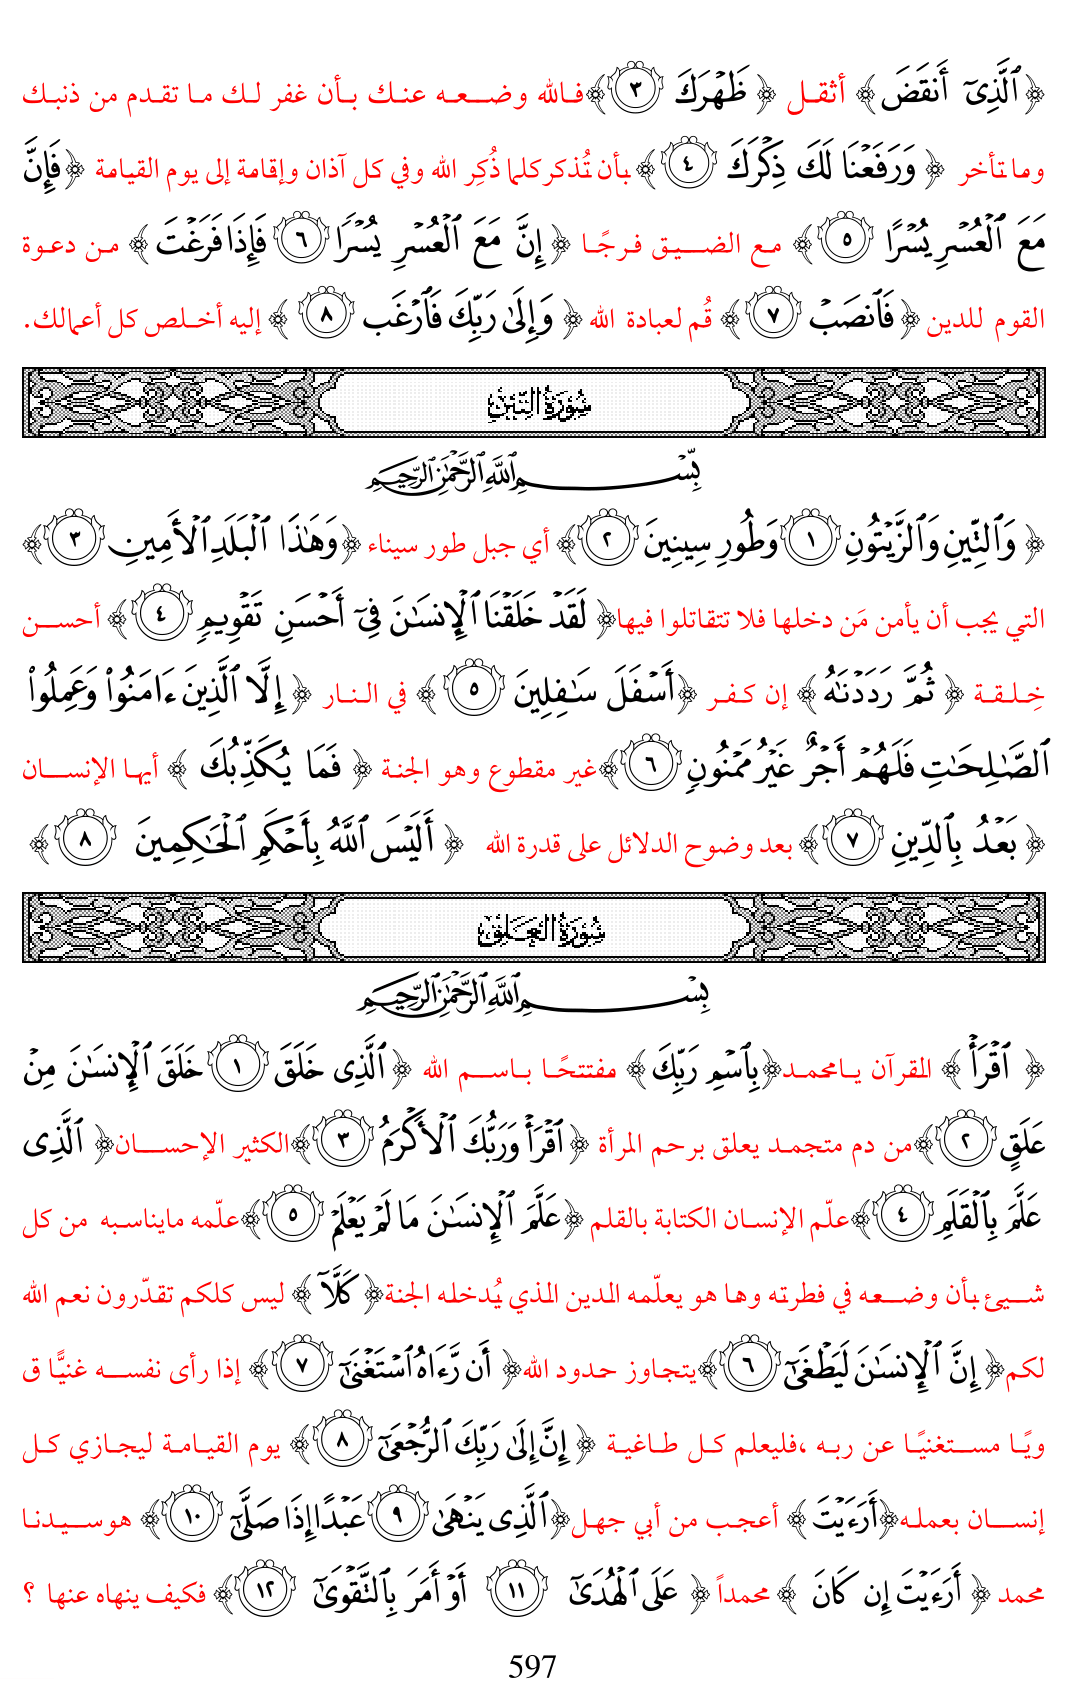 ﴿ ٱلَّذِىٓ أَنقَضَ ﴾ أثقل ﴿ ظَهْرَكَ ٣ ﴾فالله وضعه عنك بأن غفر لك ما تقدم من ذنبك
وما تأخر ﴿ وَرَفَعْنَا لَكَ ذِكْرَكَ ٤ ﴾ بأن تُذكر كلما ذُكِر الله وفي كل آذان وإقامة إلى يوم القيامة ﴿ فَإِنَّ
مَعَ ٱلْعُسْرِ يُسْرًا ٥ ﴾ مع الضيق فرجًا ﴿ إِنَّ مَعَ ٱلْعُسْرِ يُسْرًا ٦ فَإِذَا فَرَغْتَ ﴾ من دعوة
القوم للدين ﴿ فَٱنصَبْ ٧ ﴾ قُم لعبادة الله ﴿ وَإِلَىٰ رَبِّكَ فَٱرْغَب ٨ ﴾ إليه أخلص كل أعمالك.
سُورَةُ التِّينِ
بِّسْمِ ٱللَّهِ ٱلرَّحْمَٰنِ ٱلرَّحِيمِ
﴿ وَٱلتِّينِ وَٱلزَّيْتُونِ ١ وَطُورِ سِينِينَ ٢ ﴾ أي جبل طور سيناء ﴿ وَهَٰذَا ٱلْبَلَدِ ٱلْأَمِينِ ٣ ﴾
التي يجب أن يأمن مَن دخلها فلا تتقاتلوا فيها﴿ لَقَدْ خَلَقْنَا ٱلْإِنسَٰنَ فِىٓ أَحْسَنِ تَقْوِيمٍ ٤ ﴾ أحسن
خِلقة ﴿ ثُمَّ رَدَدْنَٰهُ ﴾ إن كفر ﴿ أَسْفَلَ سَٰفِلِينَ ٥ ﴾ في النار ﴿ إِلَّا ٱلَّذِينَ ءَامَنُوا۟ وَعَمِلُوا۟
ٱلصَّٰلِحَٰتِ فَلَهُمْ أَجْرٌ غَيْرُ مَمْنُونٍ ٦ ﴾غير مقطوع وهو الجنة ﴿ فَمَا يُكَذِّبُكَ ﴾ أيها الإنسان
﴿ بَعْدُ بِٱلدِّينِ ٧ ﴾ بعد وضوح الدلائل على قدرة الله ﴿ أَلَيْسَ ٱللَّهُ بِأَحْكَمِ ٱلْحَٰكِمِينَ ٨ ﴾
سُورَةُ العَلَقِ
بِسْمِ ٱللَّهِ ٱلرَّحْمَٰنِ ٱلرَّحِيمِ
﴿ ٱقْرَأْ ﴾ القرآن يامحمد﴿ بِٱسْمِ رَبِّكَ ﴾ مفتتحًا باسم الله ﴿ ٱلَّذِى خَلَقَ ١ خَلَقَ ٱلْإِنسَٰنَ مِنْ
عَلَقٍ ٢ ﴾من دم متجمد يعلق برحم المرأة ﴿ ٱقْرَأْ وَرَبُّكَ ٱلْأَكْرَمُ ٣ ﴾الكثير الإحسان﴿ ٱلَّذِى
عَلَّمَ بِٱلْقَلَمِ ٤ ﴾علّم الإنسان الكتابة بالقلم ﴿ عَلَّمَ ٱلْإِنسَٰنَ مَا لَمْ يَعْلَمْ ٥ ﴾علّمه مايناسبه من كل
شيئ بأن وضعه في فطرته وها هو يعلّمه الدين الذي يُدخله الجنة﴿ كَلَّآ ﴾ ليس كلكم تقدّرون نعم الله
لكم﴿ إِنَّ ٱلْإِنسَٰنَ لَيَطْغَىٰٓ ٦ ﴾يتجاوز حدود الله﴿ أَن رَّءَاهُ ٱسْتَغْنَىٰٓ ٧ ﴾ إذا رأى نفسه غنيًّا ق
ويًا مستغنيًا عن ربه ،فليعلم كل طاغية ﴿ إِنَّ إِلَىٰ رَبِّكَ ٱلرُّجْعَىٰٓ ٨ ﴾ يوم القيامة ليجازي كل
إنسان بعمله﴿ أَرَءَيْتَ ﴾ أعجب من أبي جهل﴿ ٱلَّذِى يَنْهَىٰ ٩ عَبْدًا إِذَا صَلَّىٰٓ ١٠ ﴾ هوسيدنا
محمد ﴿ أَرَءَيْتَ إِن كَانَ ﴾ محمداً ﴿ عَلَى ٱلْهُدَىٰٓ ١١ أَوْ أَمَرَ بِٱلتَّقْوَىٰٓ ١٢ ﴾ فكيف ينهاه عنها ؟
597